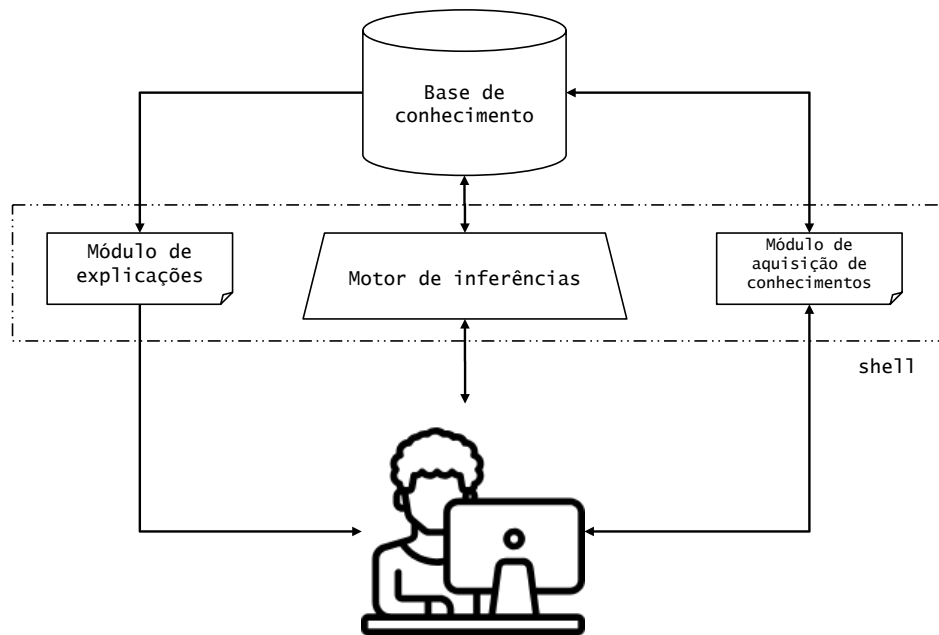 Base de
conhecimento
Módulo de
explicações
Motor de inferências
Módulo de
aquisição de
conhecimentos
shell